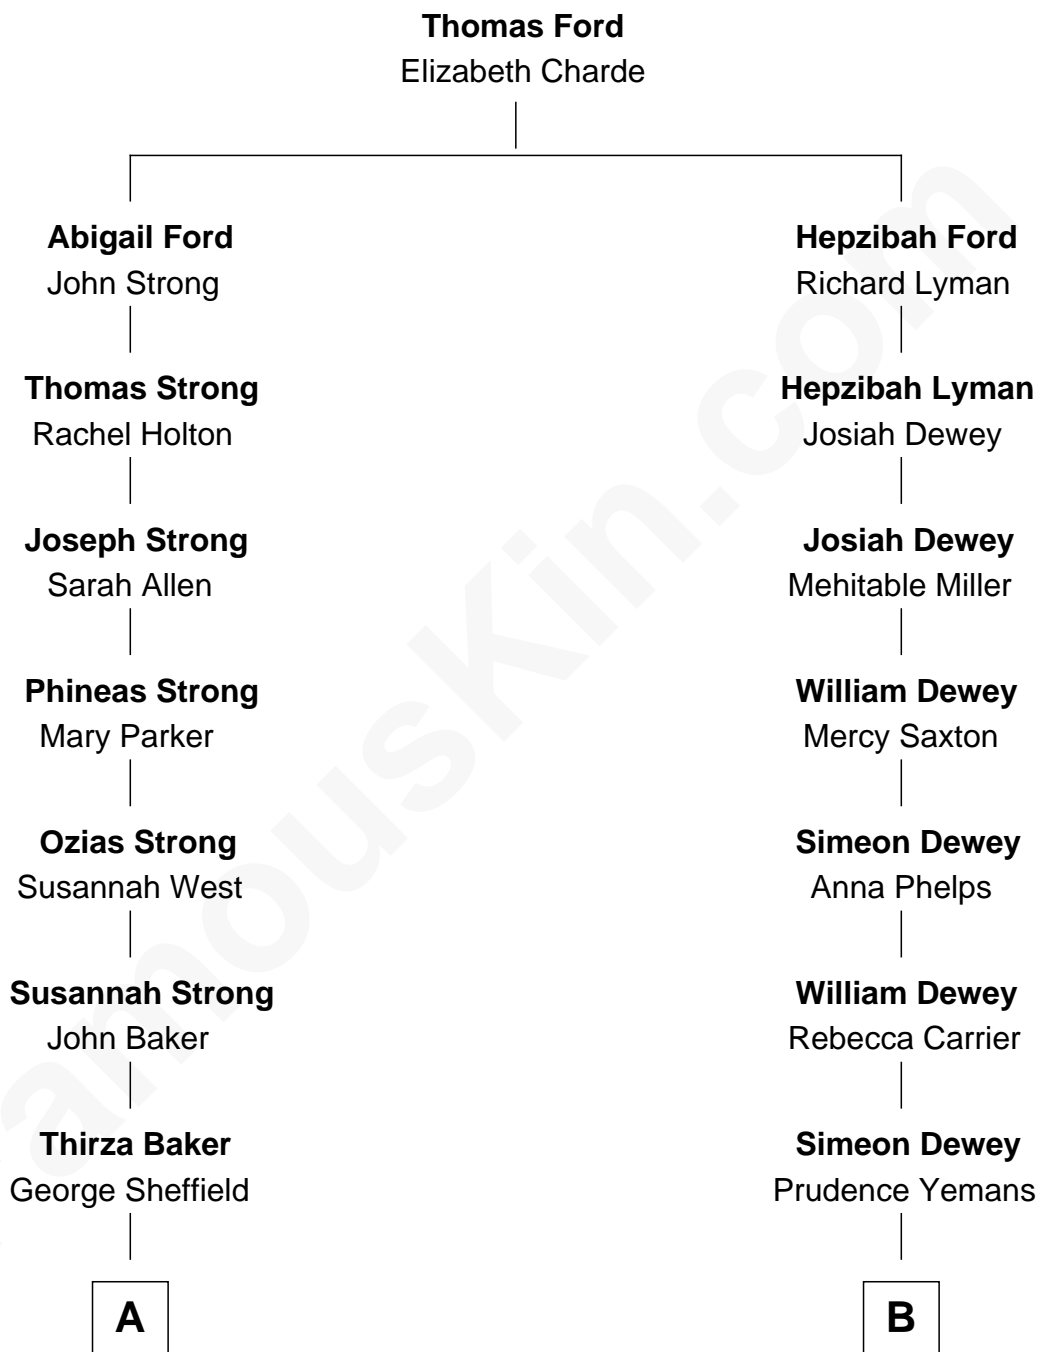 Thomas Ford
Elizabeth Charde
Abigail Ford
John Strong
Hepzibah Ford
Richard Lyman
Thomas Strong
Rachel Holton
Hepzibah Lyman
Josiah Dewey
Joseph Strong
Sarah Allen
Josiah Dewey
Mehitable Miller
Phineas Strong
Mary Parker
William Dewey
Mercy Saxton
Ozias Strong
Susannah West
Simeon Dewey
Anna Phelps
Susannah Strong
John Baker
William Dewey
Rebecca Carrier
Thirza Baker
George Sheffield
Simeon Dewey
Prudence Yemans
A
B
amouskin.com